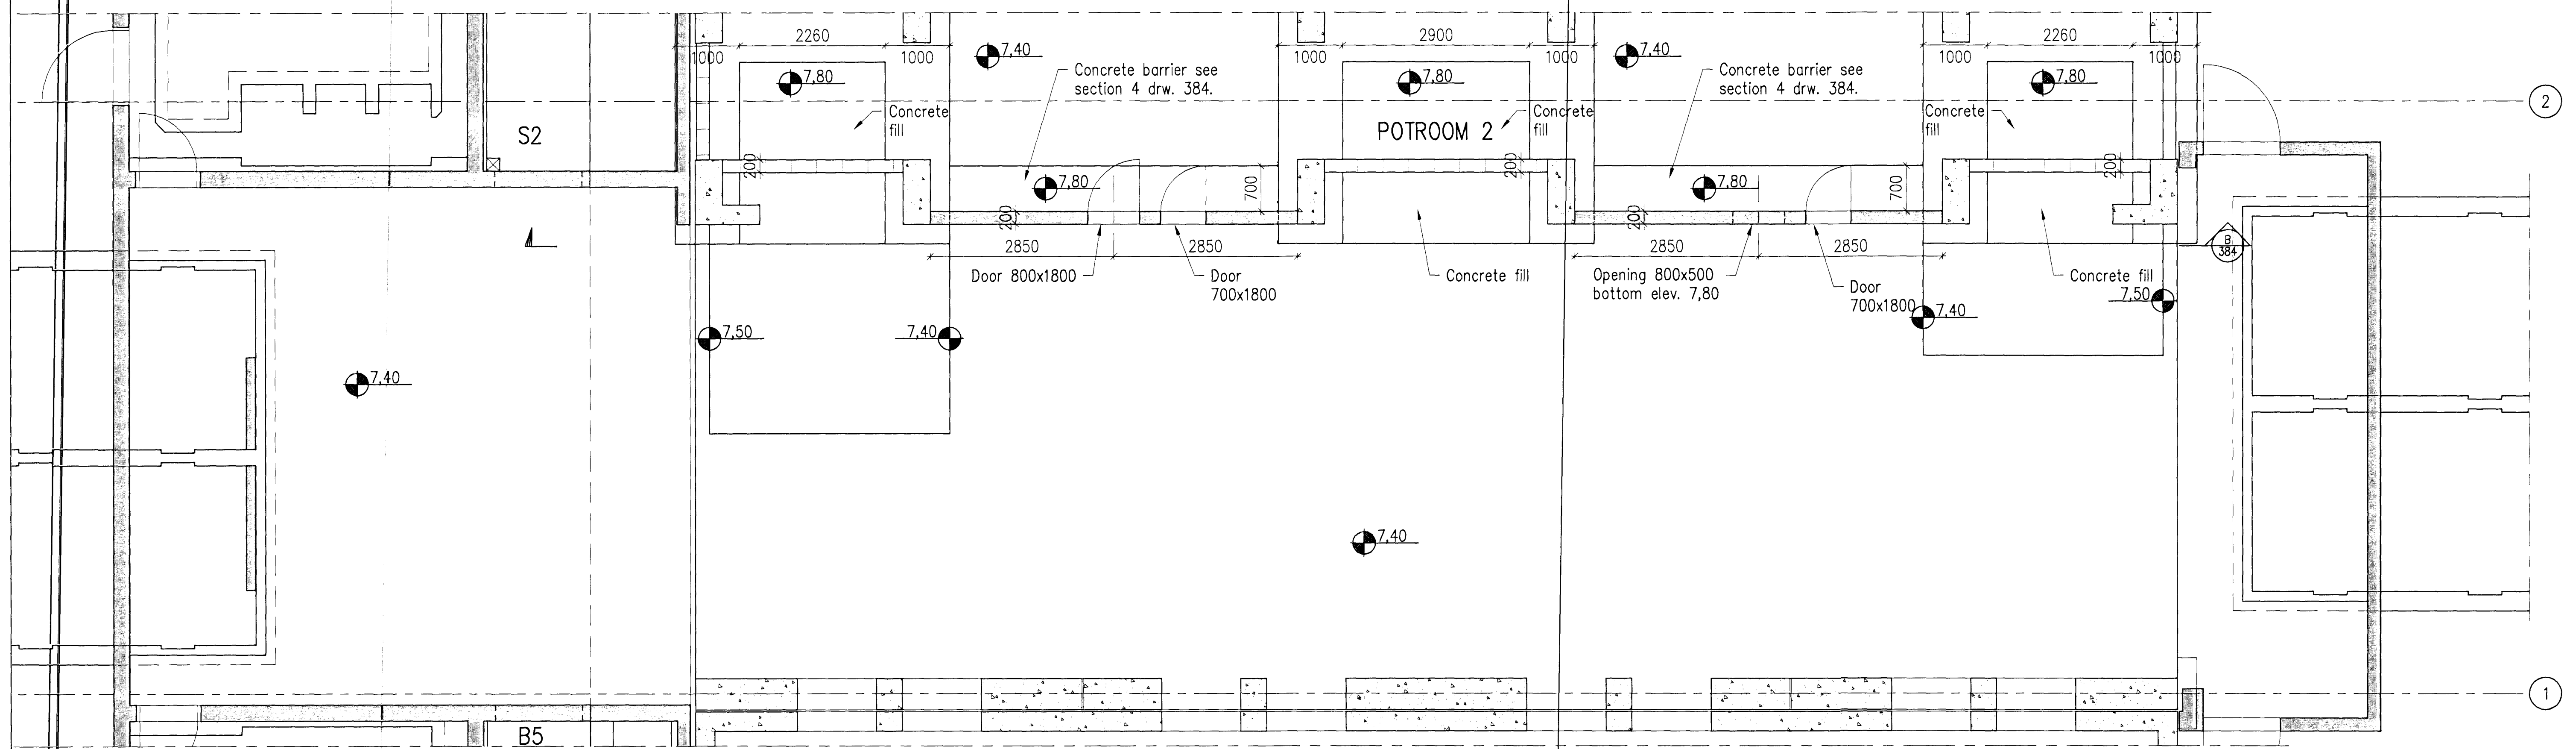 2260
2900
2260
1000
1000
1000
1000
1000
1000
7,40
7,40
7,80
7,80
7,80
Concrete barrier see
section 4 drw. 384.
Concrete barrier see
section 4 drw. 384.
2
Concrete
fill
Concrete
fill
Concrete
fill
S2
POTROOM 2
200
200
200
7,80
700
7,80
700
200
200
2850
2850
2850
2850
B
384
Door 800x1800
Door
700x1800
Concrete fill
Opening 800x500
bottom elev. 7,80
Door
700x1800
Concrete fill
7,50
7,40
7,50
7,40
7,40
7,40
1
B5